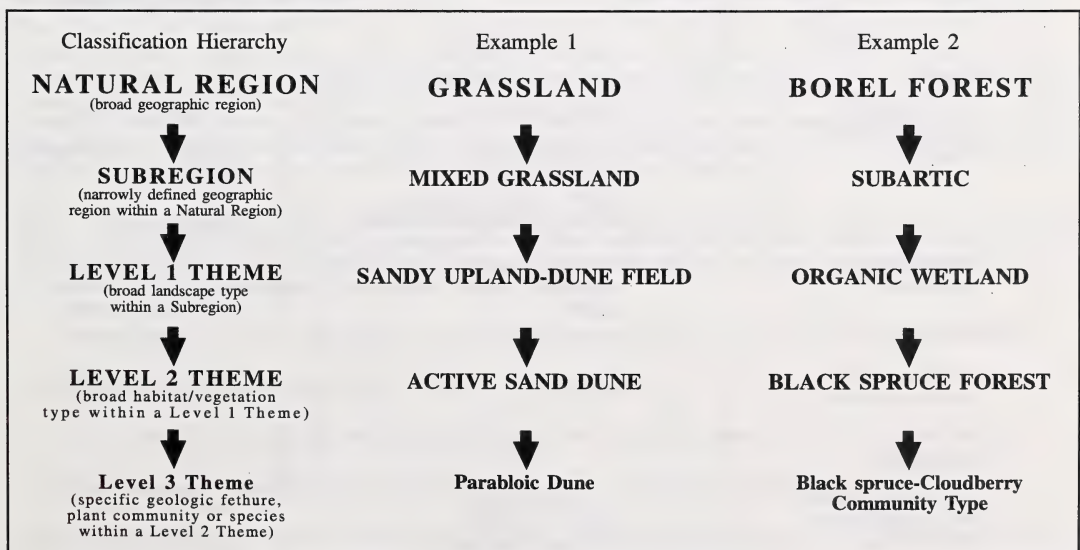 Classification Hierarchy
Example 1
Example 2
NATURAL REGION
(broad geographic region)
GRASSLAND
BOREL FOREST
SUBREGION
(narrowly defined geographic
region within a Natural Region)
MIXED GRASSLAND
SUBARTIC
LEVEL 1 THEME
(broad landscape type
within a Subregion)
SANDY UPLAND-DUNE FIELD
ORGANIC WETLAND
LEVEL 2 THEME
(broad habitat/vegetation
type within a Level 1 Theme)
ACTIVE SAND DUNE
BLACK SPRUCE FOREST
Level 3 Theme
(specific geologic fethure,
plant community or species
within a Level 2 Theme)
Parabloic Dune
Black spruce-Cloudberry
Community Type